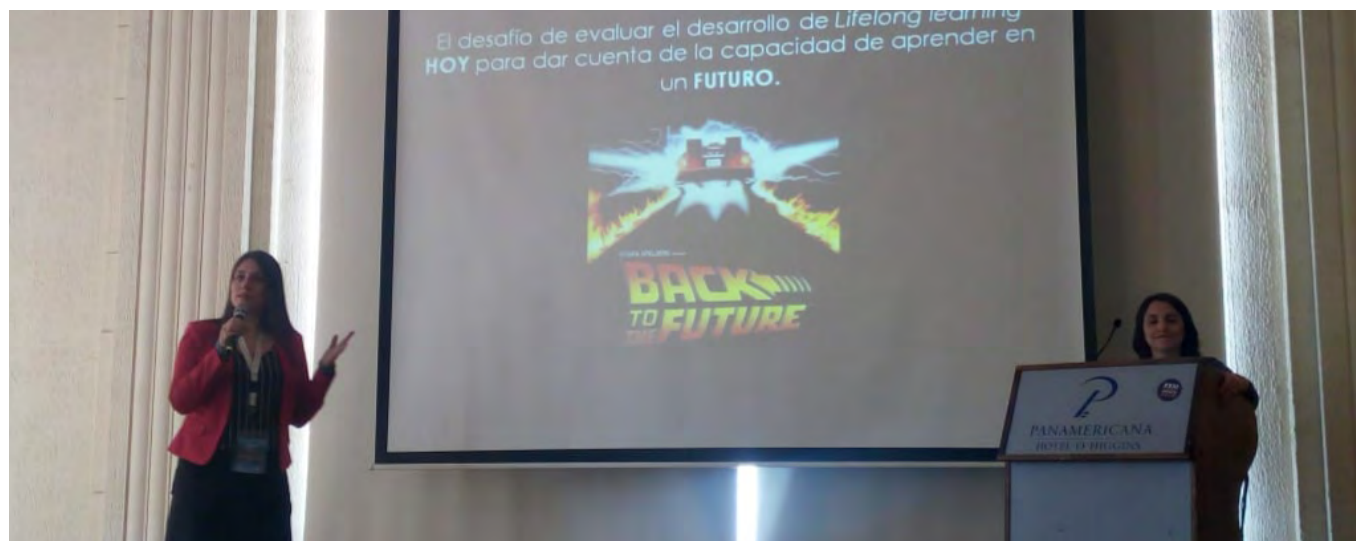 El desafío de evaluar el desarrollo de Lifelong learning
HOY para dar cuenta de la capacidad de aprender en
un FUTURO.
BACK
TO
THE FUTURE
PANAMERICANA
HOTEL O'HIGGINS